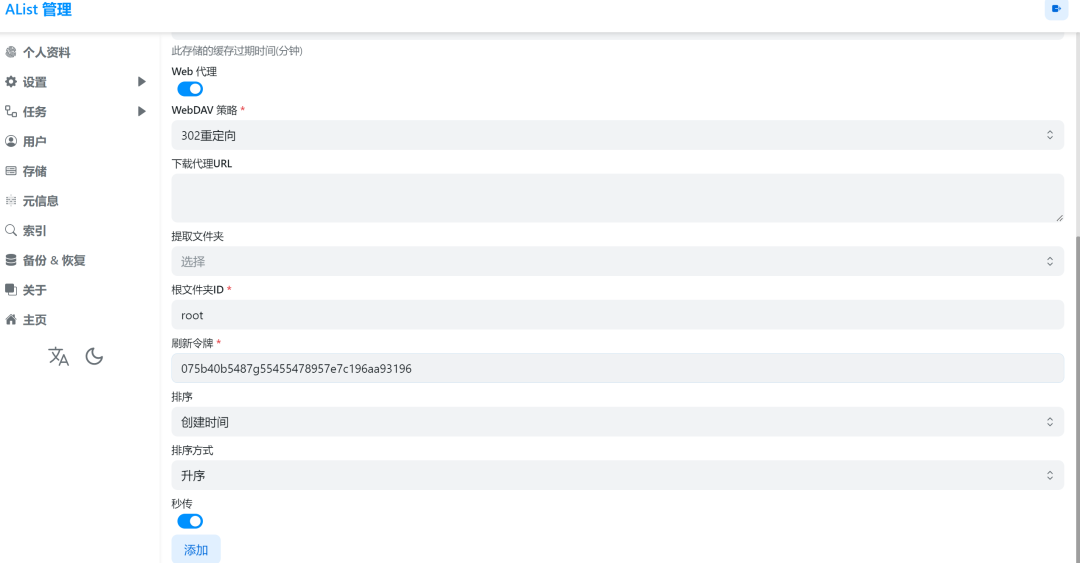 AList 管理
个人资料
设置
任务
用户
存储
元信息
索引
备份 & 恢复
关于
主页
此存储的缓存过期时间(分钟)
Web 代理
WebDAV 策略 *
302重定向
下载代理URL
提取文件夹
选择
根文件夹ID *
root
刷新令牌 *
075b40b5487g55455478957e7c196aa93196
排序
创建时间
排序方式
升序
秒传
添加